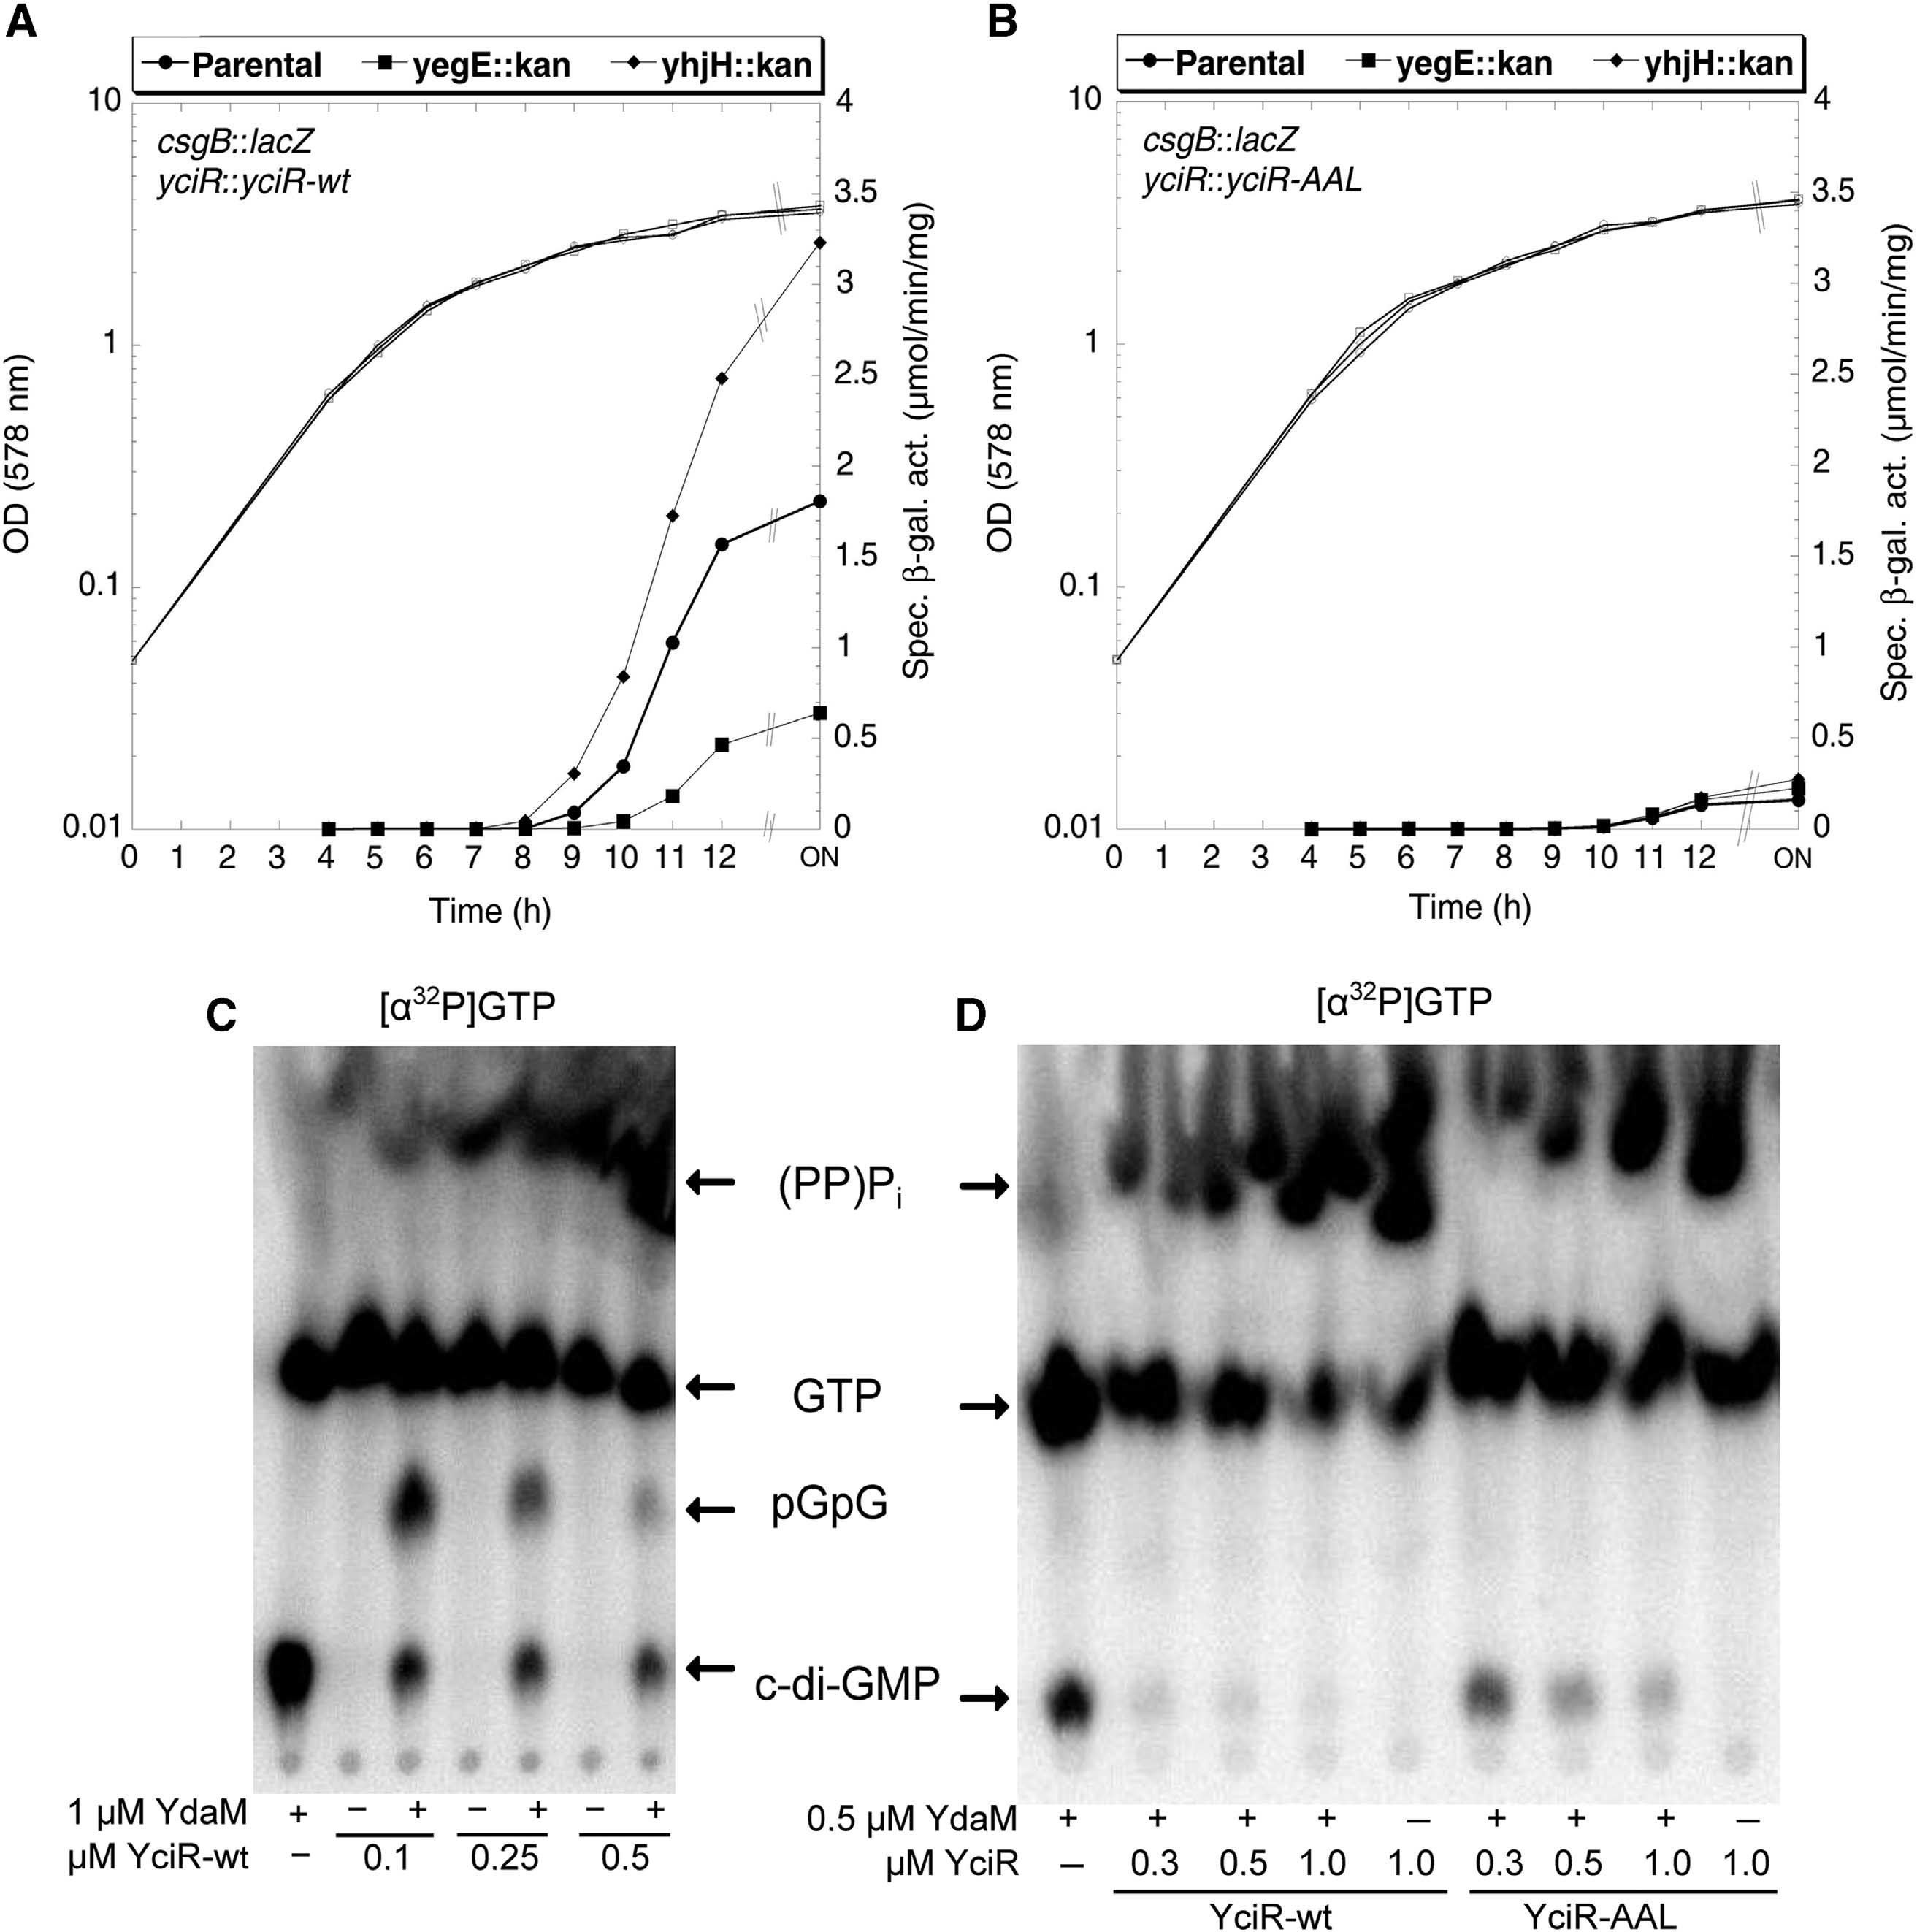 A
B
Parental yegE::kan yhjH::kan
Parental yegE::kan yhjH::kan
csgB::lacZ
yciR::yciR-wt
csgB::lacZ
yciR::yciR-AAL
10
1
0.1
0.01
OD (578 nm)
4
3.5
3
2.5
2
1.5
1
0.5
0
Spec. β-gal. act. (µmol/min/mg)
0 1 2 3 4 5 6 7 8 9 10 11 12 ON
Time (h)
10
1
0.1
0.01
OD (578 nm)
4
3.5
3
2.5
2
1.5
1
0.5
0
Spec. β-gal. act. (µmol/min/mg)
0 1 2 3 4 5 6 7 8 9 10 11 12 ON
Time (h)
C [α³²P]GTP
D [α³²P]GTP
(PP)Pᵢ
GTP
pGpG
c-di-GMP
1 µM YdaM + − + − + − +
µM YciR-wt − 0.1 0.25 0.5
0.5 µM YdaM + + + + − + + + −
µM YciR − 0.3 0.5 1.0 1.0 0.3 0.5 1.0 1.0
YciR-wt YciR-AAL